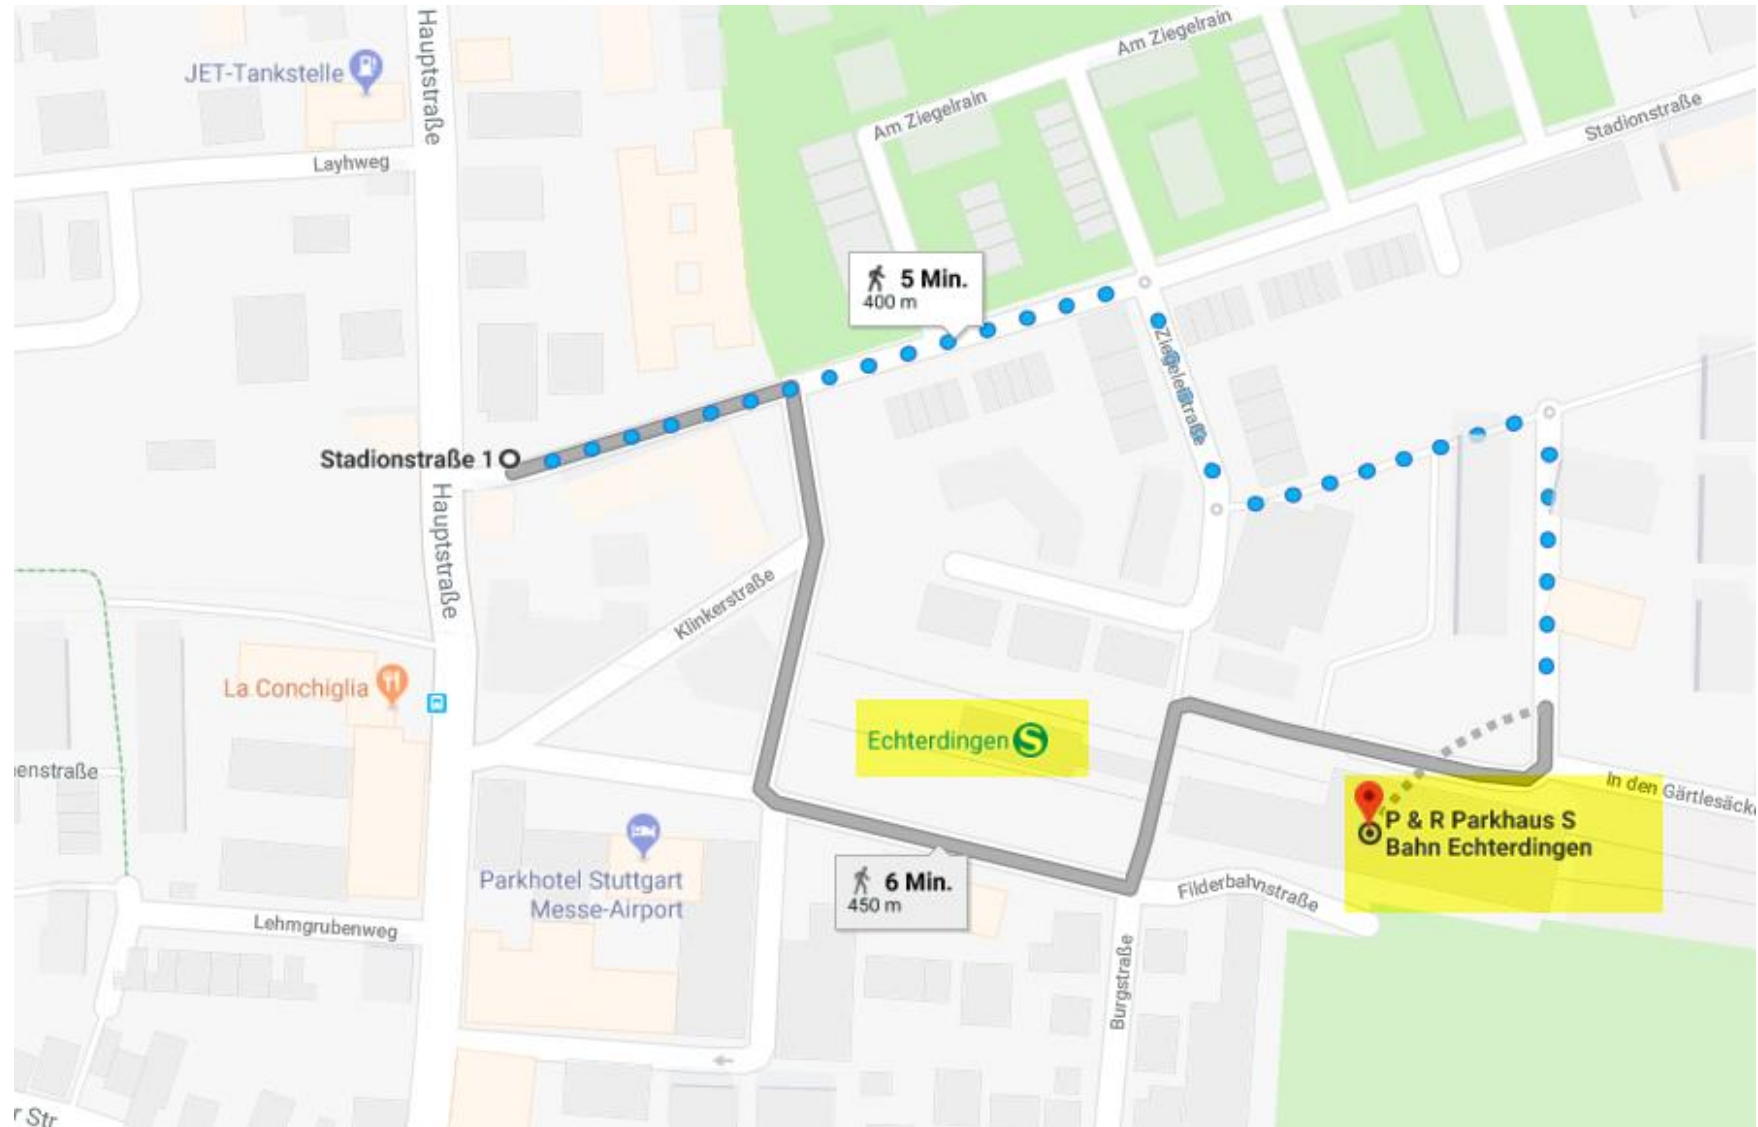 Hauptstraße
JET-Tankstelle
Am Ziegelrain
Am Ziegelrain
Stadionstraße
Layhweg
5 Min.
400 m
Ziegeleistraße
Stadionstraße 1
Hauptstraße
Klinkerstraße
La Conchiglia
Echterdingen S
enstraße
In den Gärtlesäcke
P & R Parkhaus S
Bahn Echterdingen
Parkhotel Stuttgart
Messe-Airport
6 Min.
450 m
Filderbahnstraße
Lehmgrubenweg
Burgstraße
r Str